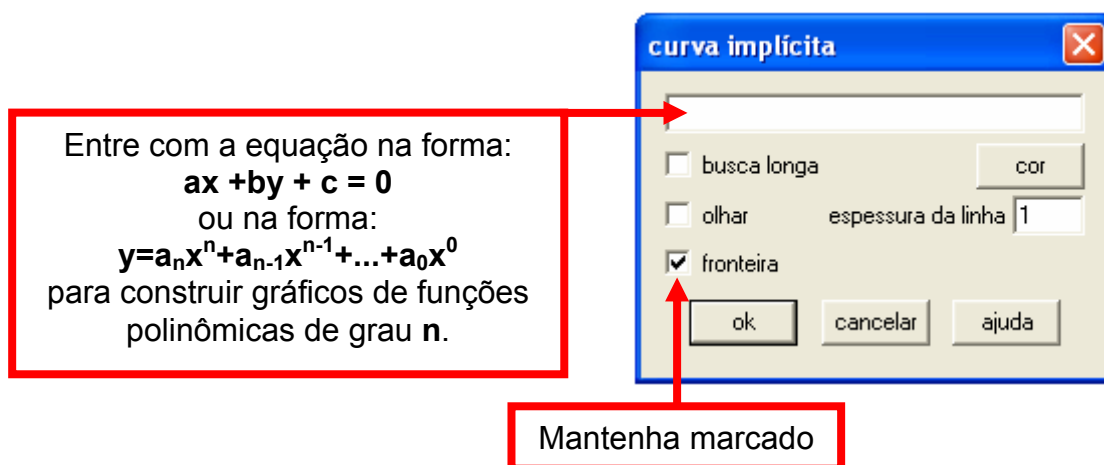 curva implícita
Entre com a equação na forma:
ax +by + c = 0
ou na forma:
y=aₙxⁿ+aₙ₋₁xⁿ⁻¹+...+a₀x⁰
para construir gráficos de funções
polinômicas de grau n.
busca longa
cor
olhar
espessura da linha 1
fronteira
ok
cancelar
ajuda
Mantenha marcado